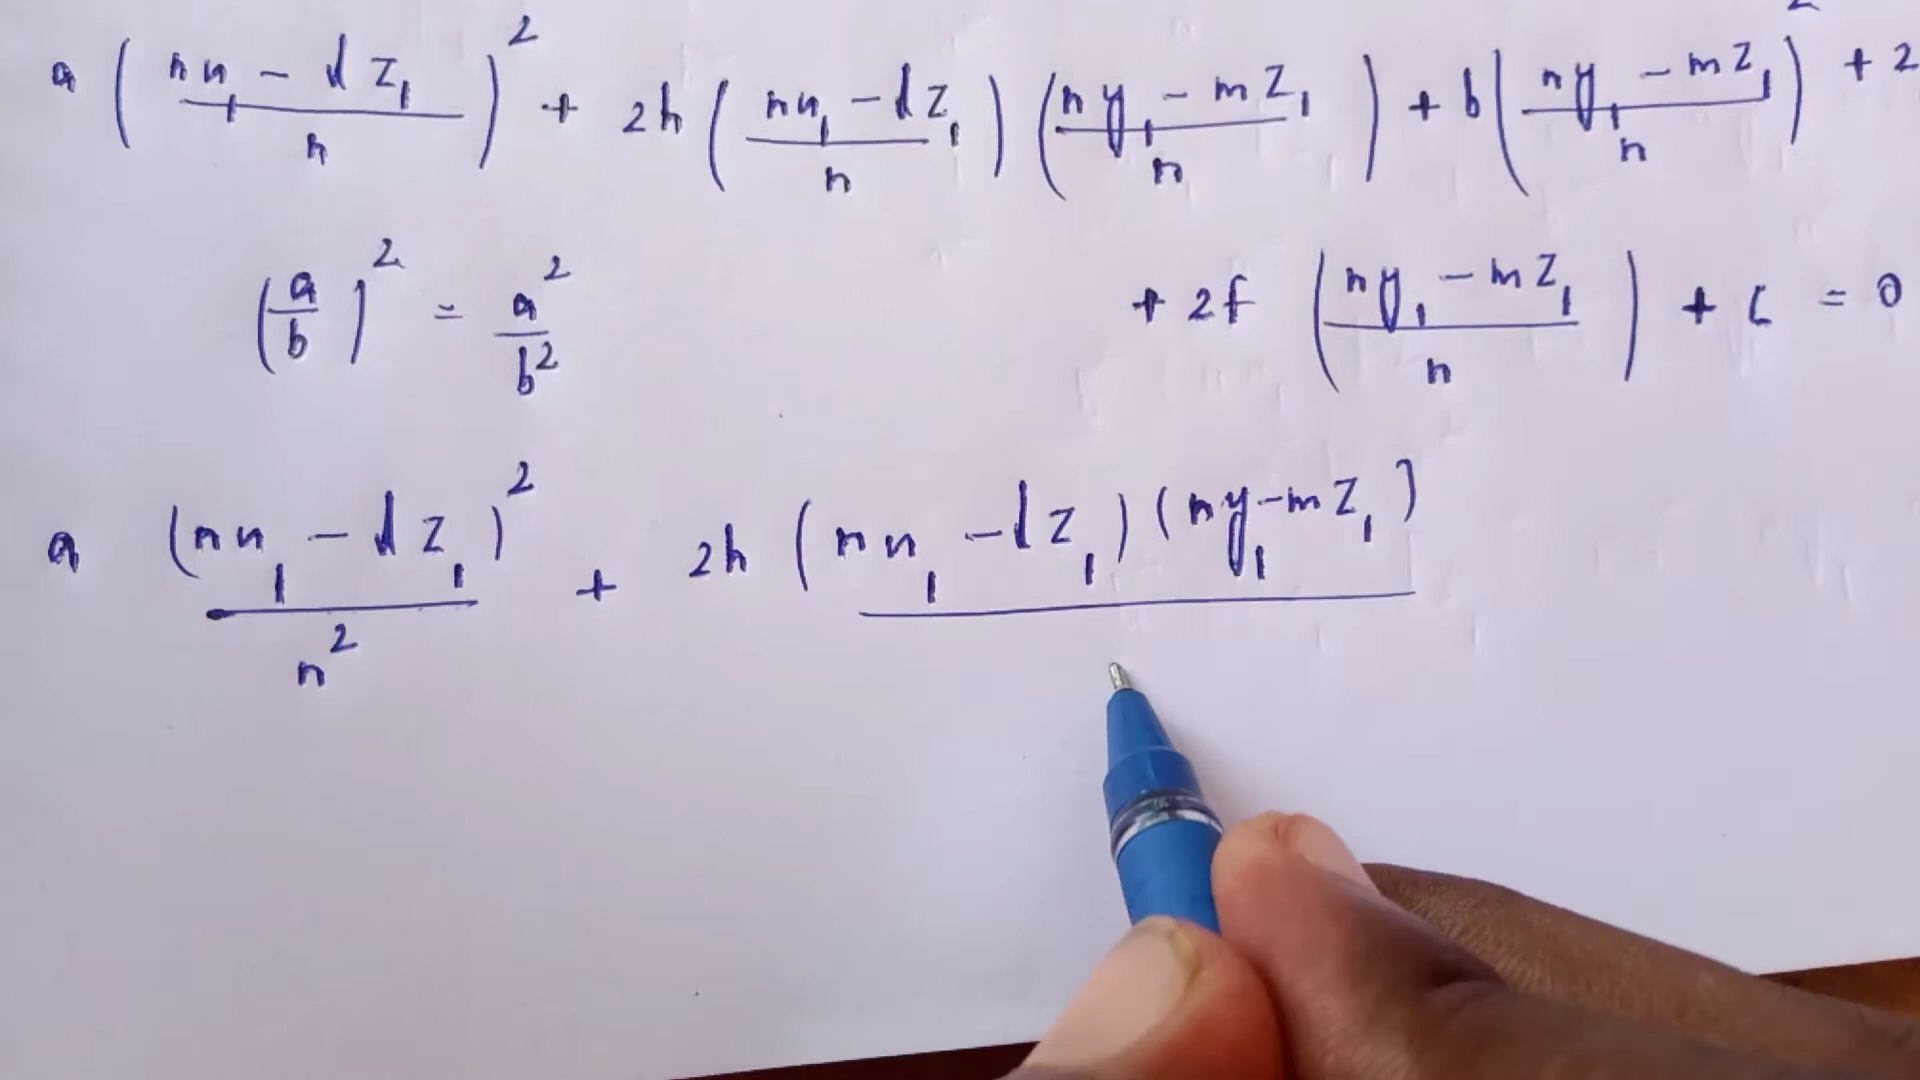 a ( nx₁ - lz₁ / n )² + 2h ( nx₁ - lz₁ / n ) ( ny₁ - mz₁ / n ) + b ( ny₁ - mz₁ / n )² + 2
+ 2f ( ny₁ - mz₁ / n ) + c = 0
( a / b )² = a² / b²
a (nx₁ - lz₁)² / n² + 2h (nx₁ - lz₁) (ny₁ - mz₁)